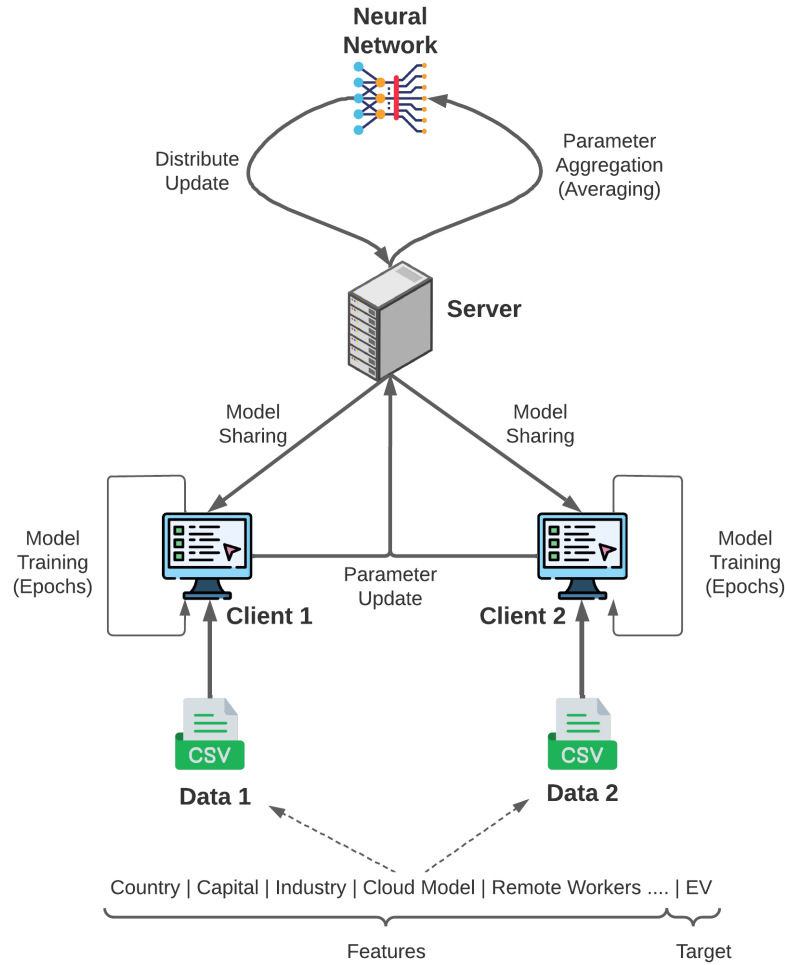 Neural
Network
Distribute
Update
Parameter
Aggregation
(Averaging)
Server
Model
Sharing
Model
Sharing
Model
Training
(Epochs)
Model
Training
(Epochs)
Parameter
Update
Client 1
Client 2
CSV
CSV
Data 1
Data 2
Country | Capital | Industry | Cloud Model | Remote Workers .... | EV
Features
Target